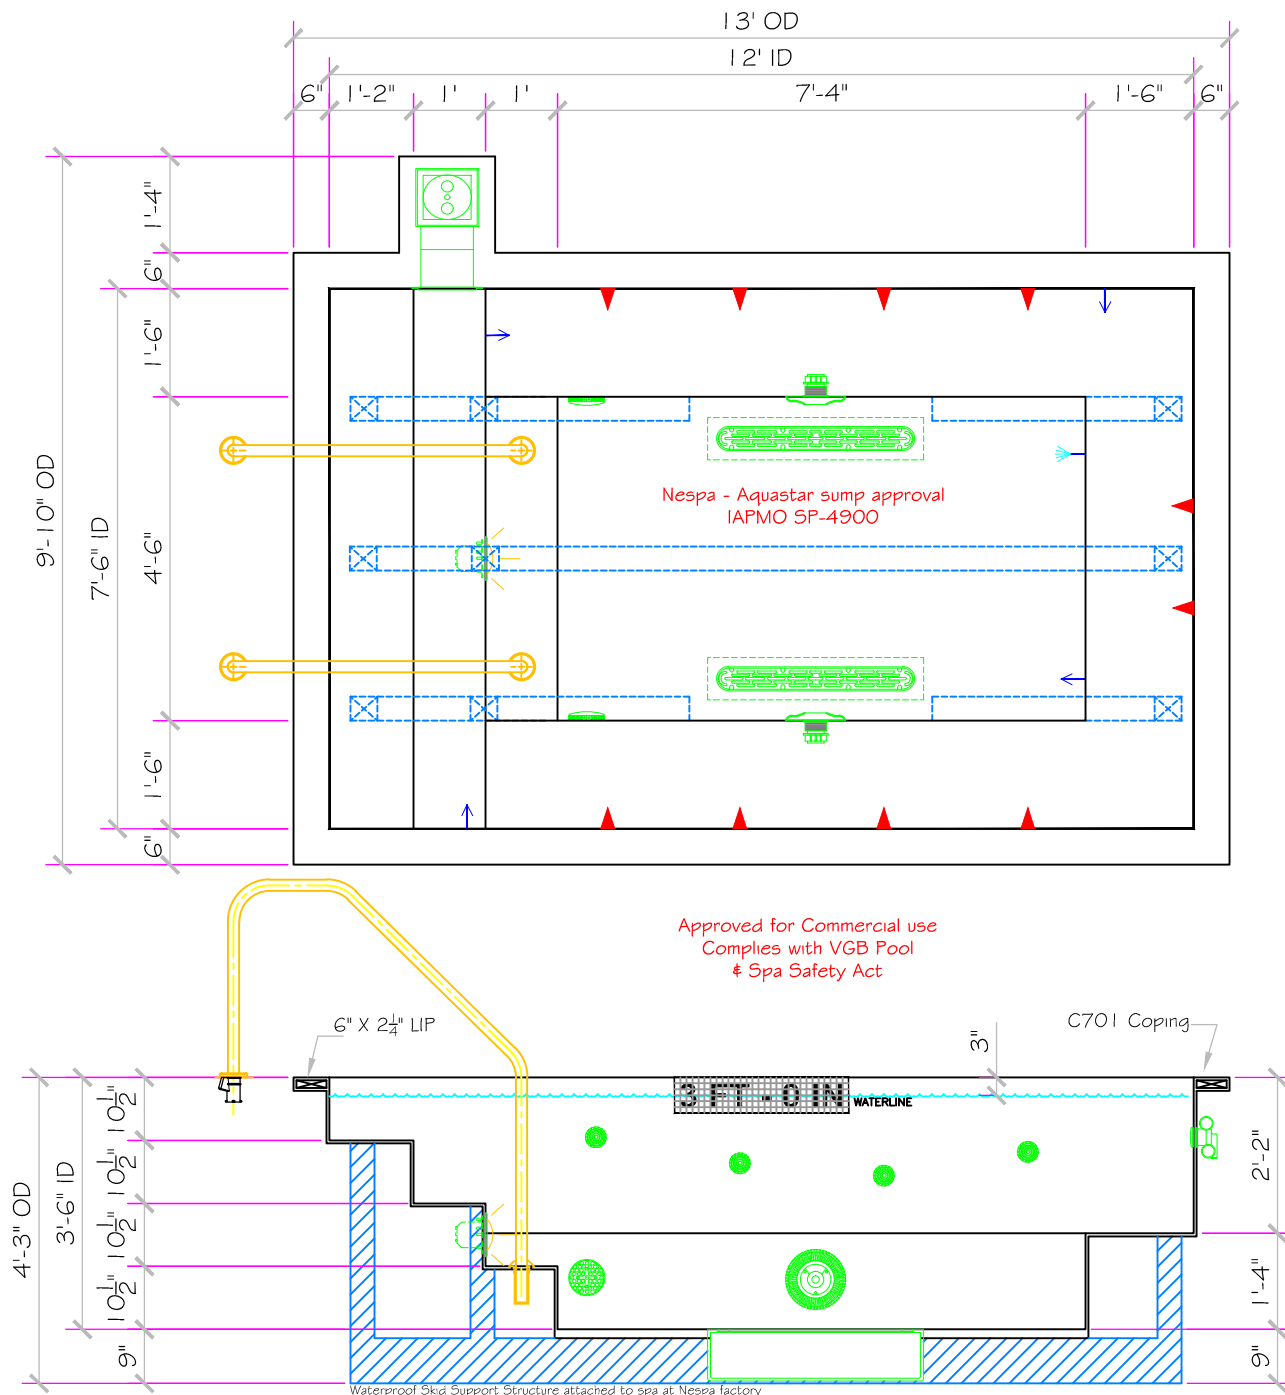 13' OD
12' ID
6" 1'-2" 1' 1' 7'-4" 1'-6" 6"
1'-4"
6"
1'-6"
9'-10" OD
7'-6" ID
4'-6"
1'-6"
6"
Nespa - Aquastar sump approval
IAPMO SP-4900
Approved for Commercial use
Complies with VGB Pool
& Spa Safety Act
6" X 2¼" LIP
3"
C701 Coping
3 FT - 0 IN
WATERLINE
10½"
10½"
10½"
10½"
9"
3'-6" ID
4'-3" OD
2'-2"
1'-4"
9"
Waterproof Skid Support Structure attached to spa at Nespa factory